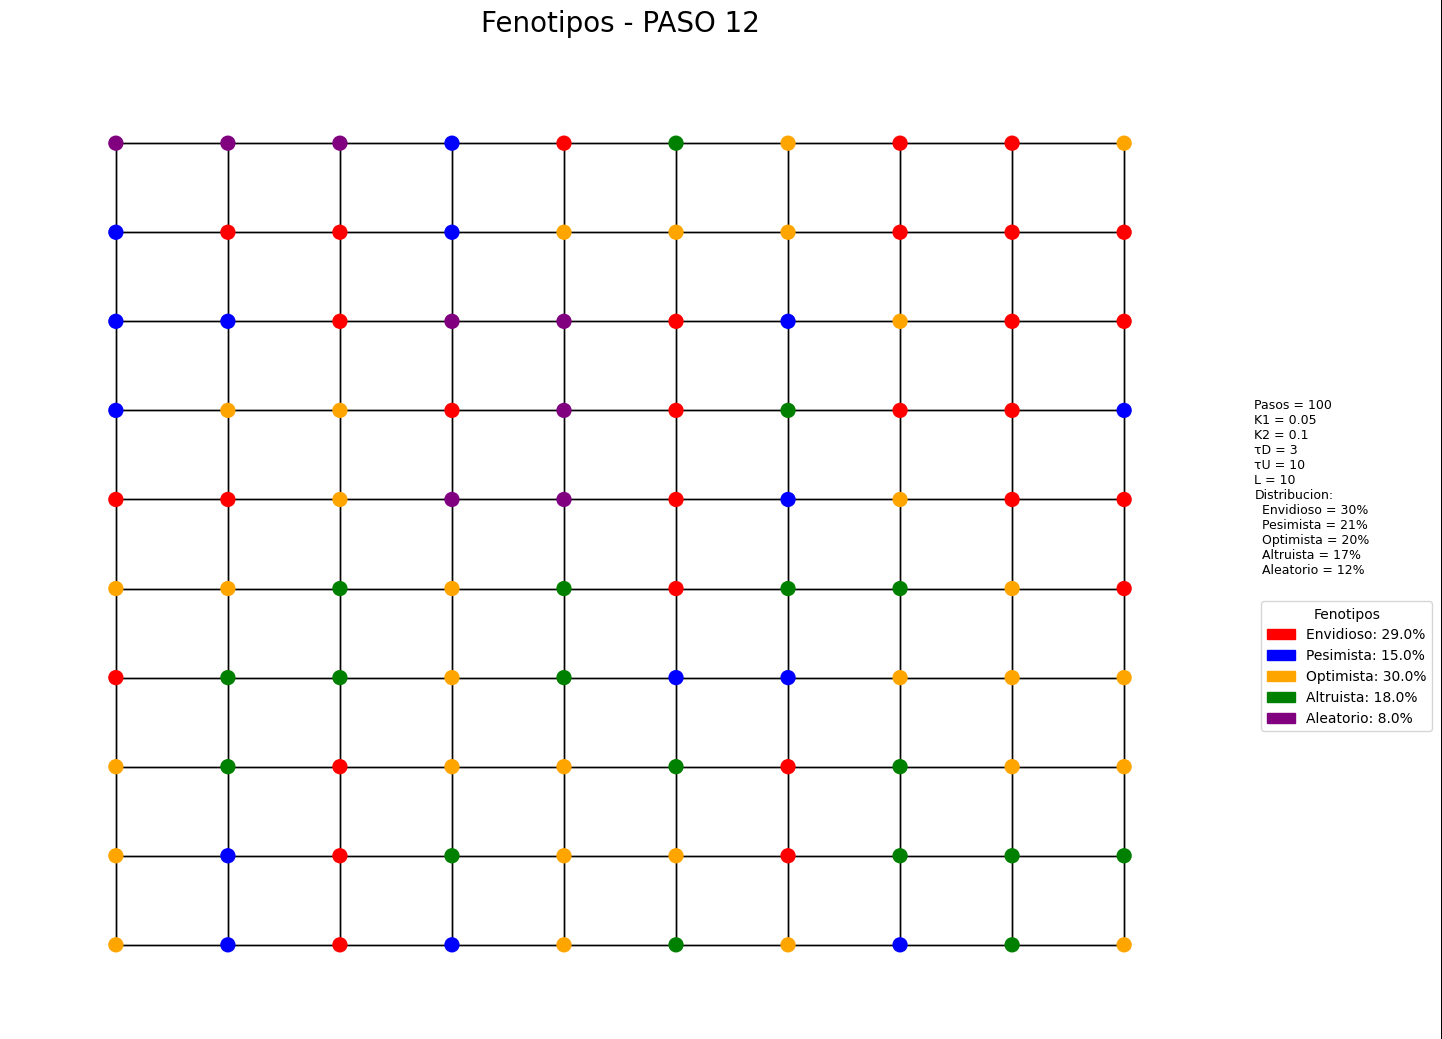 Fenotipos - PASO 12
Pasos = 100
K1 = 0.05
K2 = 0.1
τD = 3
τU = 10
L = 10
Distribucion:
Envidioso = 30%
Pesimista = 21%
Optimista = 20%
Altruista = 17%
Aleatorio = 12%
Fenotipos
Envidioso: 29.0%
Pesimista: 15.0%
Optimista: 30.0%
Altruista: 18.0%
Aleatorio: 8.0%